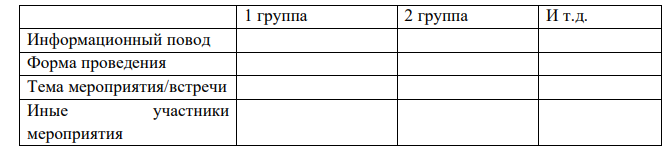 1 группа 2 группа И т.д.
Информационный повод
Форма проведения
Тема мероприятия/встречи
Иные участники
мероприятия